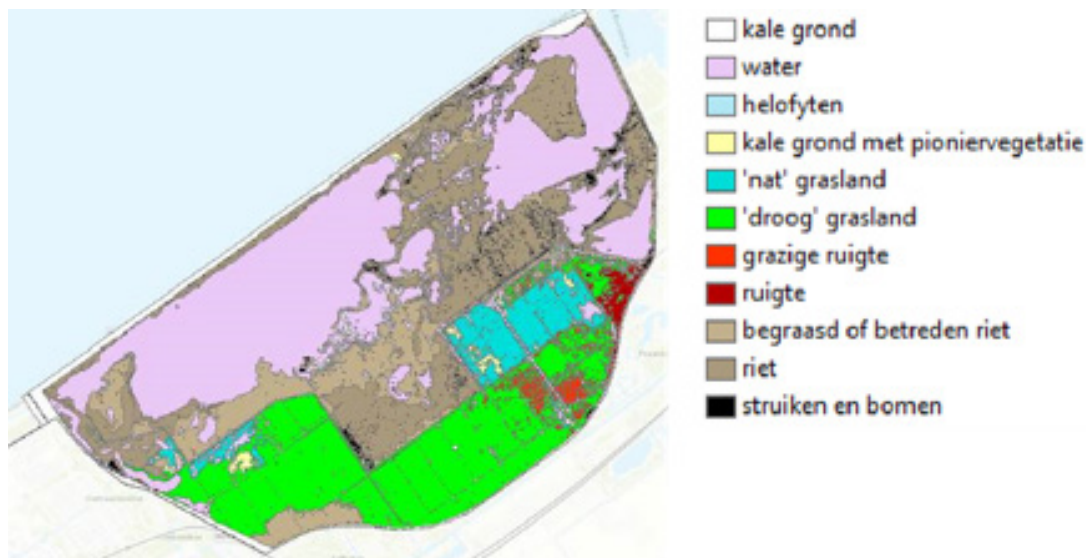 kale grond
water
helofyten
kale grond met pioniervegetatie
'nat' grasland
'droog' grasland
grazige ruigte
ruigte
begraasd of betreden riet
riet
struiken en bomen